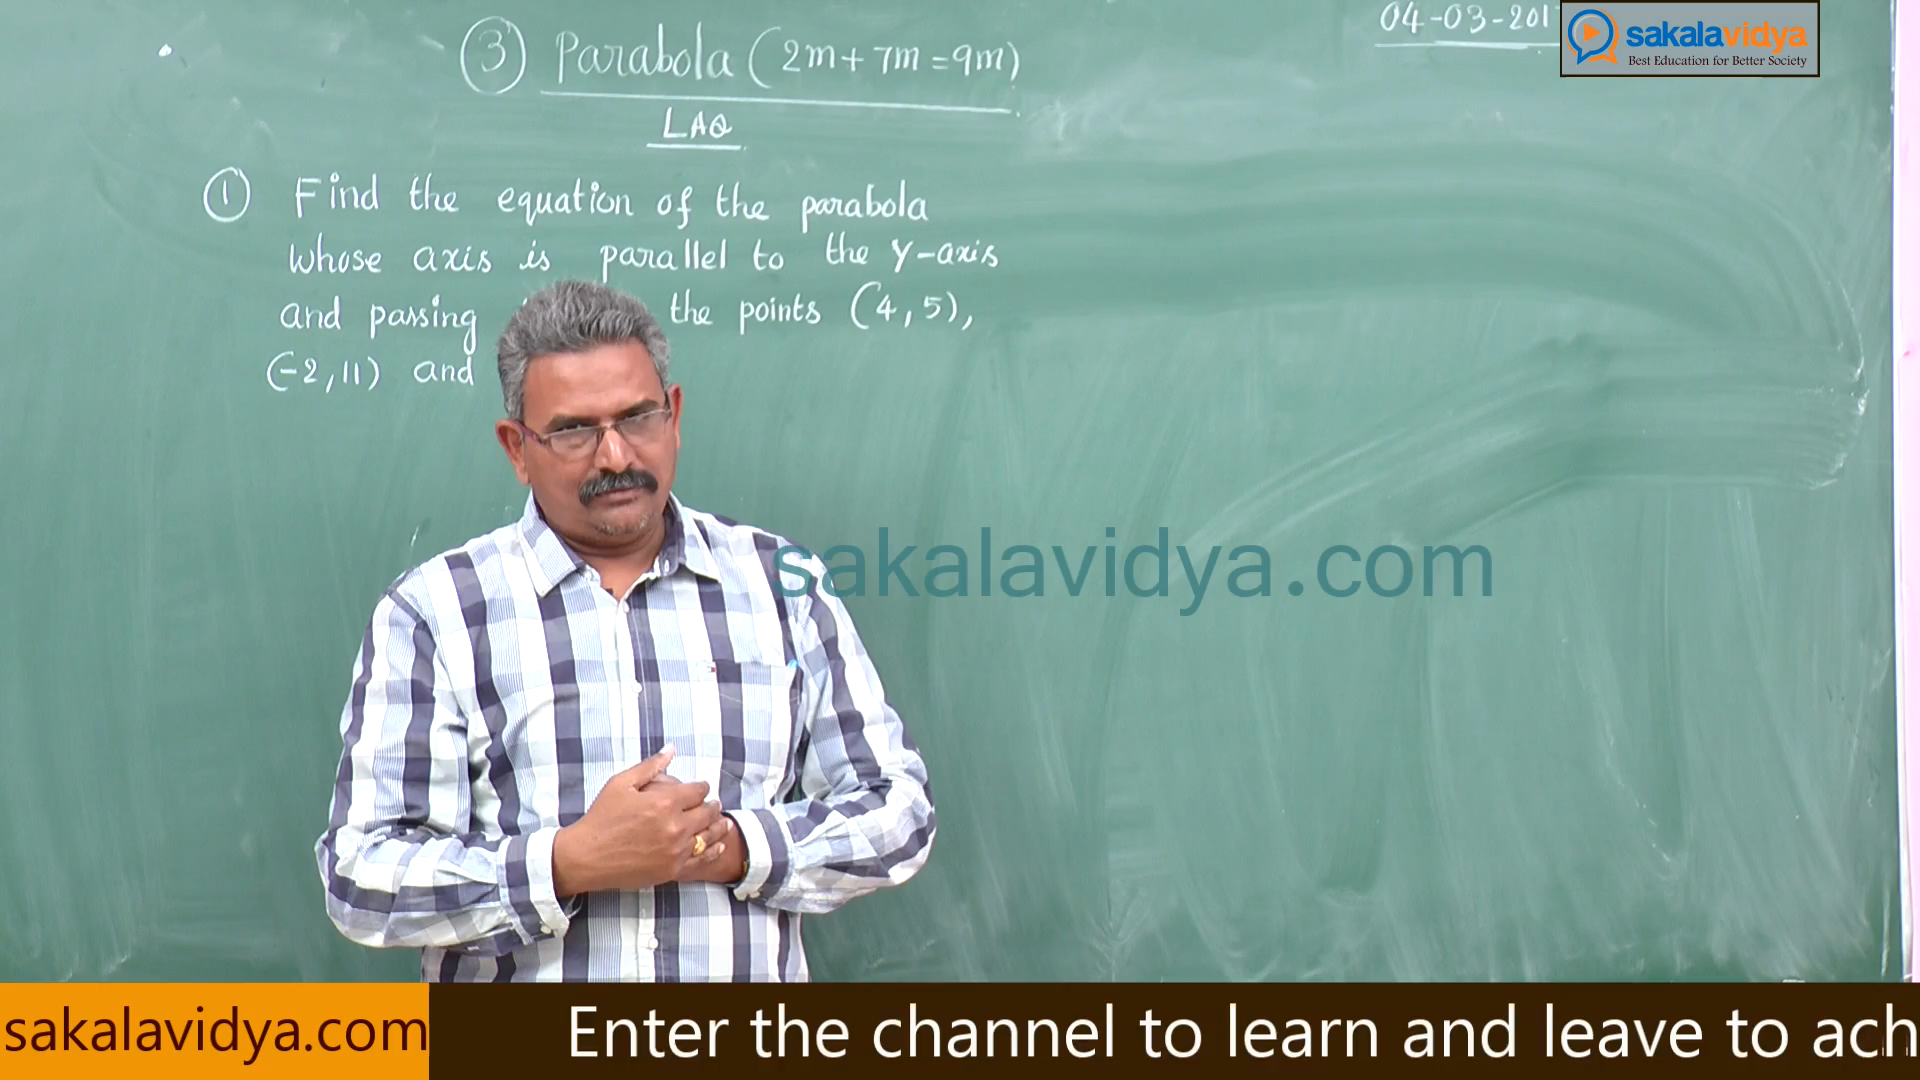 04-03-201
sakalavidya
Best Education for Better Society
3 Parabola (2m+7m=9m)
LAQ
1 Find the equation of the parabola
whose axis is parallel to the Y-axis
and passing the points (4,5),
(-2,11) and
sakalavidya.com
sakalavidya.com Enter the channel to learn and leave to ach